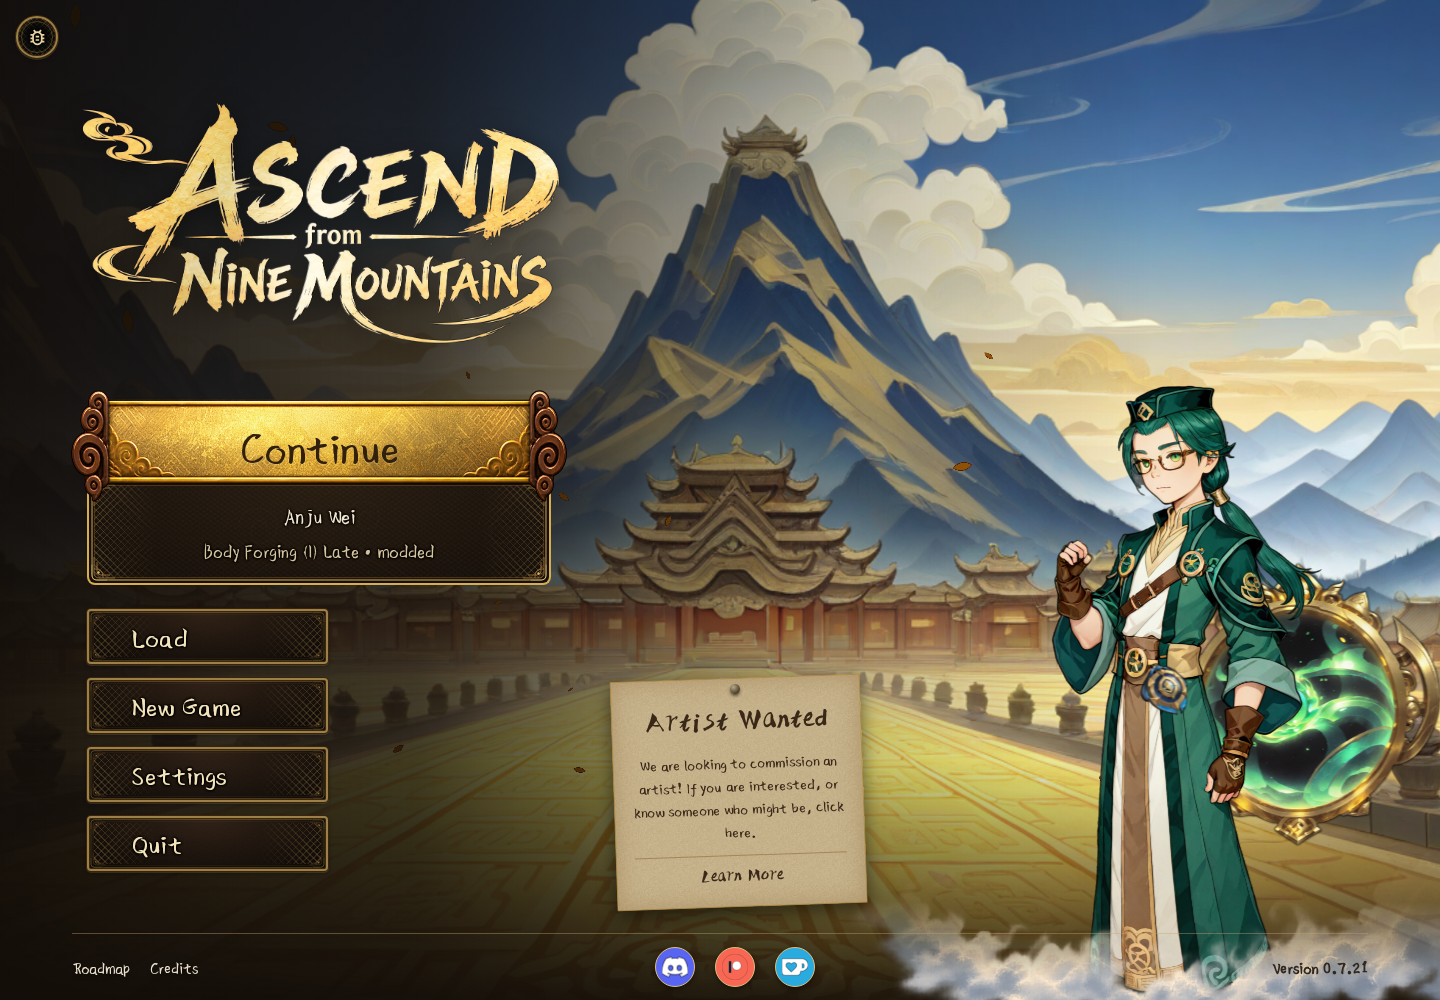 ASCEND
from
NINE MOUNTAINS
Continue
Anju Wei
Body Forging (I) Late • modded
Load
New Game
Settings
Quit
Artist Wanted
We are looking to commission an
artist! If you are interested, or
know someone who might be, click
here.
Learn More
Roadmap
Credits
Version 0.7.21